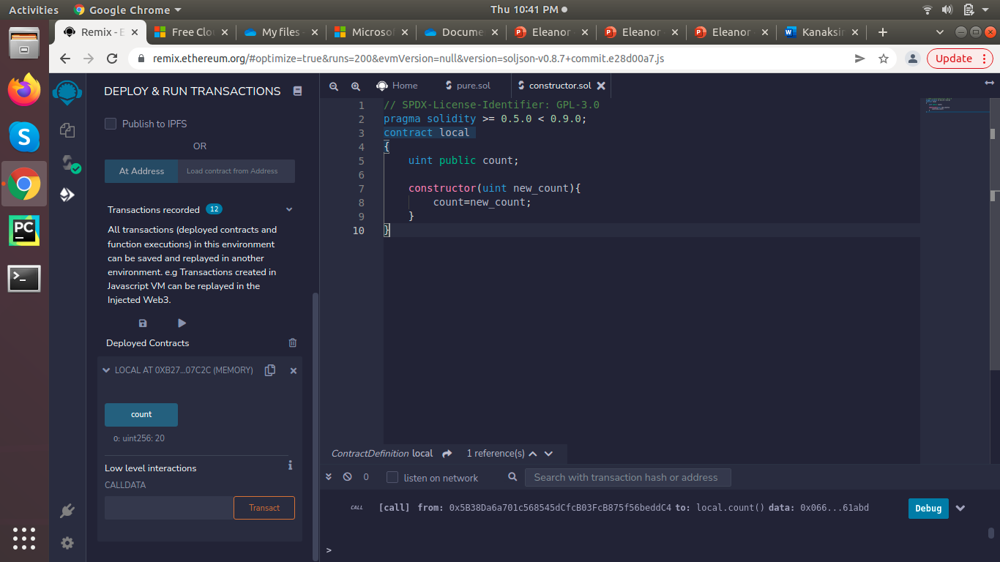 Activities Google Chrome Thu 10:41 PM
Remix - E Free Clou My files - Microsof Docume Eleanor - Eleanor - Eleanor - Kanaksin
remix.ethereum.org/#optimize=true&runs=200&evmVersion=null&version=soljson-v0.8.7+commit.e28d00a7.js Update
DEPLOY & RUN TRANSACTIONS
Publish to IPFS
OR
At Address Load contract from Address
Transactions recorded 12
All transactions (deployed contracts and
function executions) in this environment
can be saved and replayed in another
environment. e.g Transactions created in
Javascript VM can be replayed in the
Injected Web3.
Deployed Contracts
LOCAL AT 0XB27...07C2C (MEMORY)
count
0: uint256: 20
Low level interactions
CALLDATA
Transact
Home pure.sol constructor.sol
1 // SPDX-License-Identifier: GPL-3.0
2 pragma solidity >= 0.5.0 < 0.9.0;
3 contract local
4 {
5 uint public count;
6
7 constructor(uint new_count){
8 count=new_count;
9 }
10 }
ContractDefinition local 1 reference(s)
0 listen on network Search with transaction hash or address
CALL [call] from: 0x5B38Da6a701c568545dCfcB03FcB875f56beddC4 to: local.count() data: 0x066...61abd Debug
>
PC